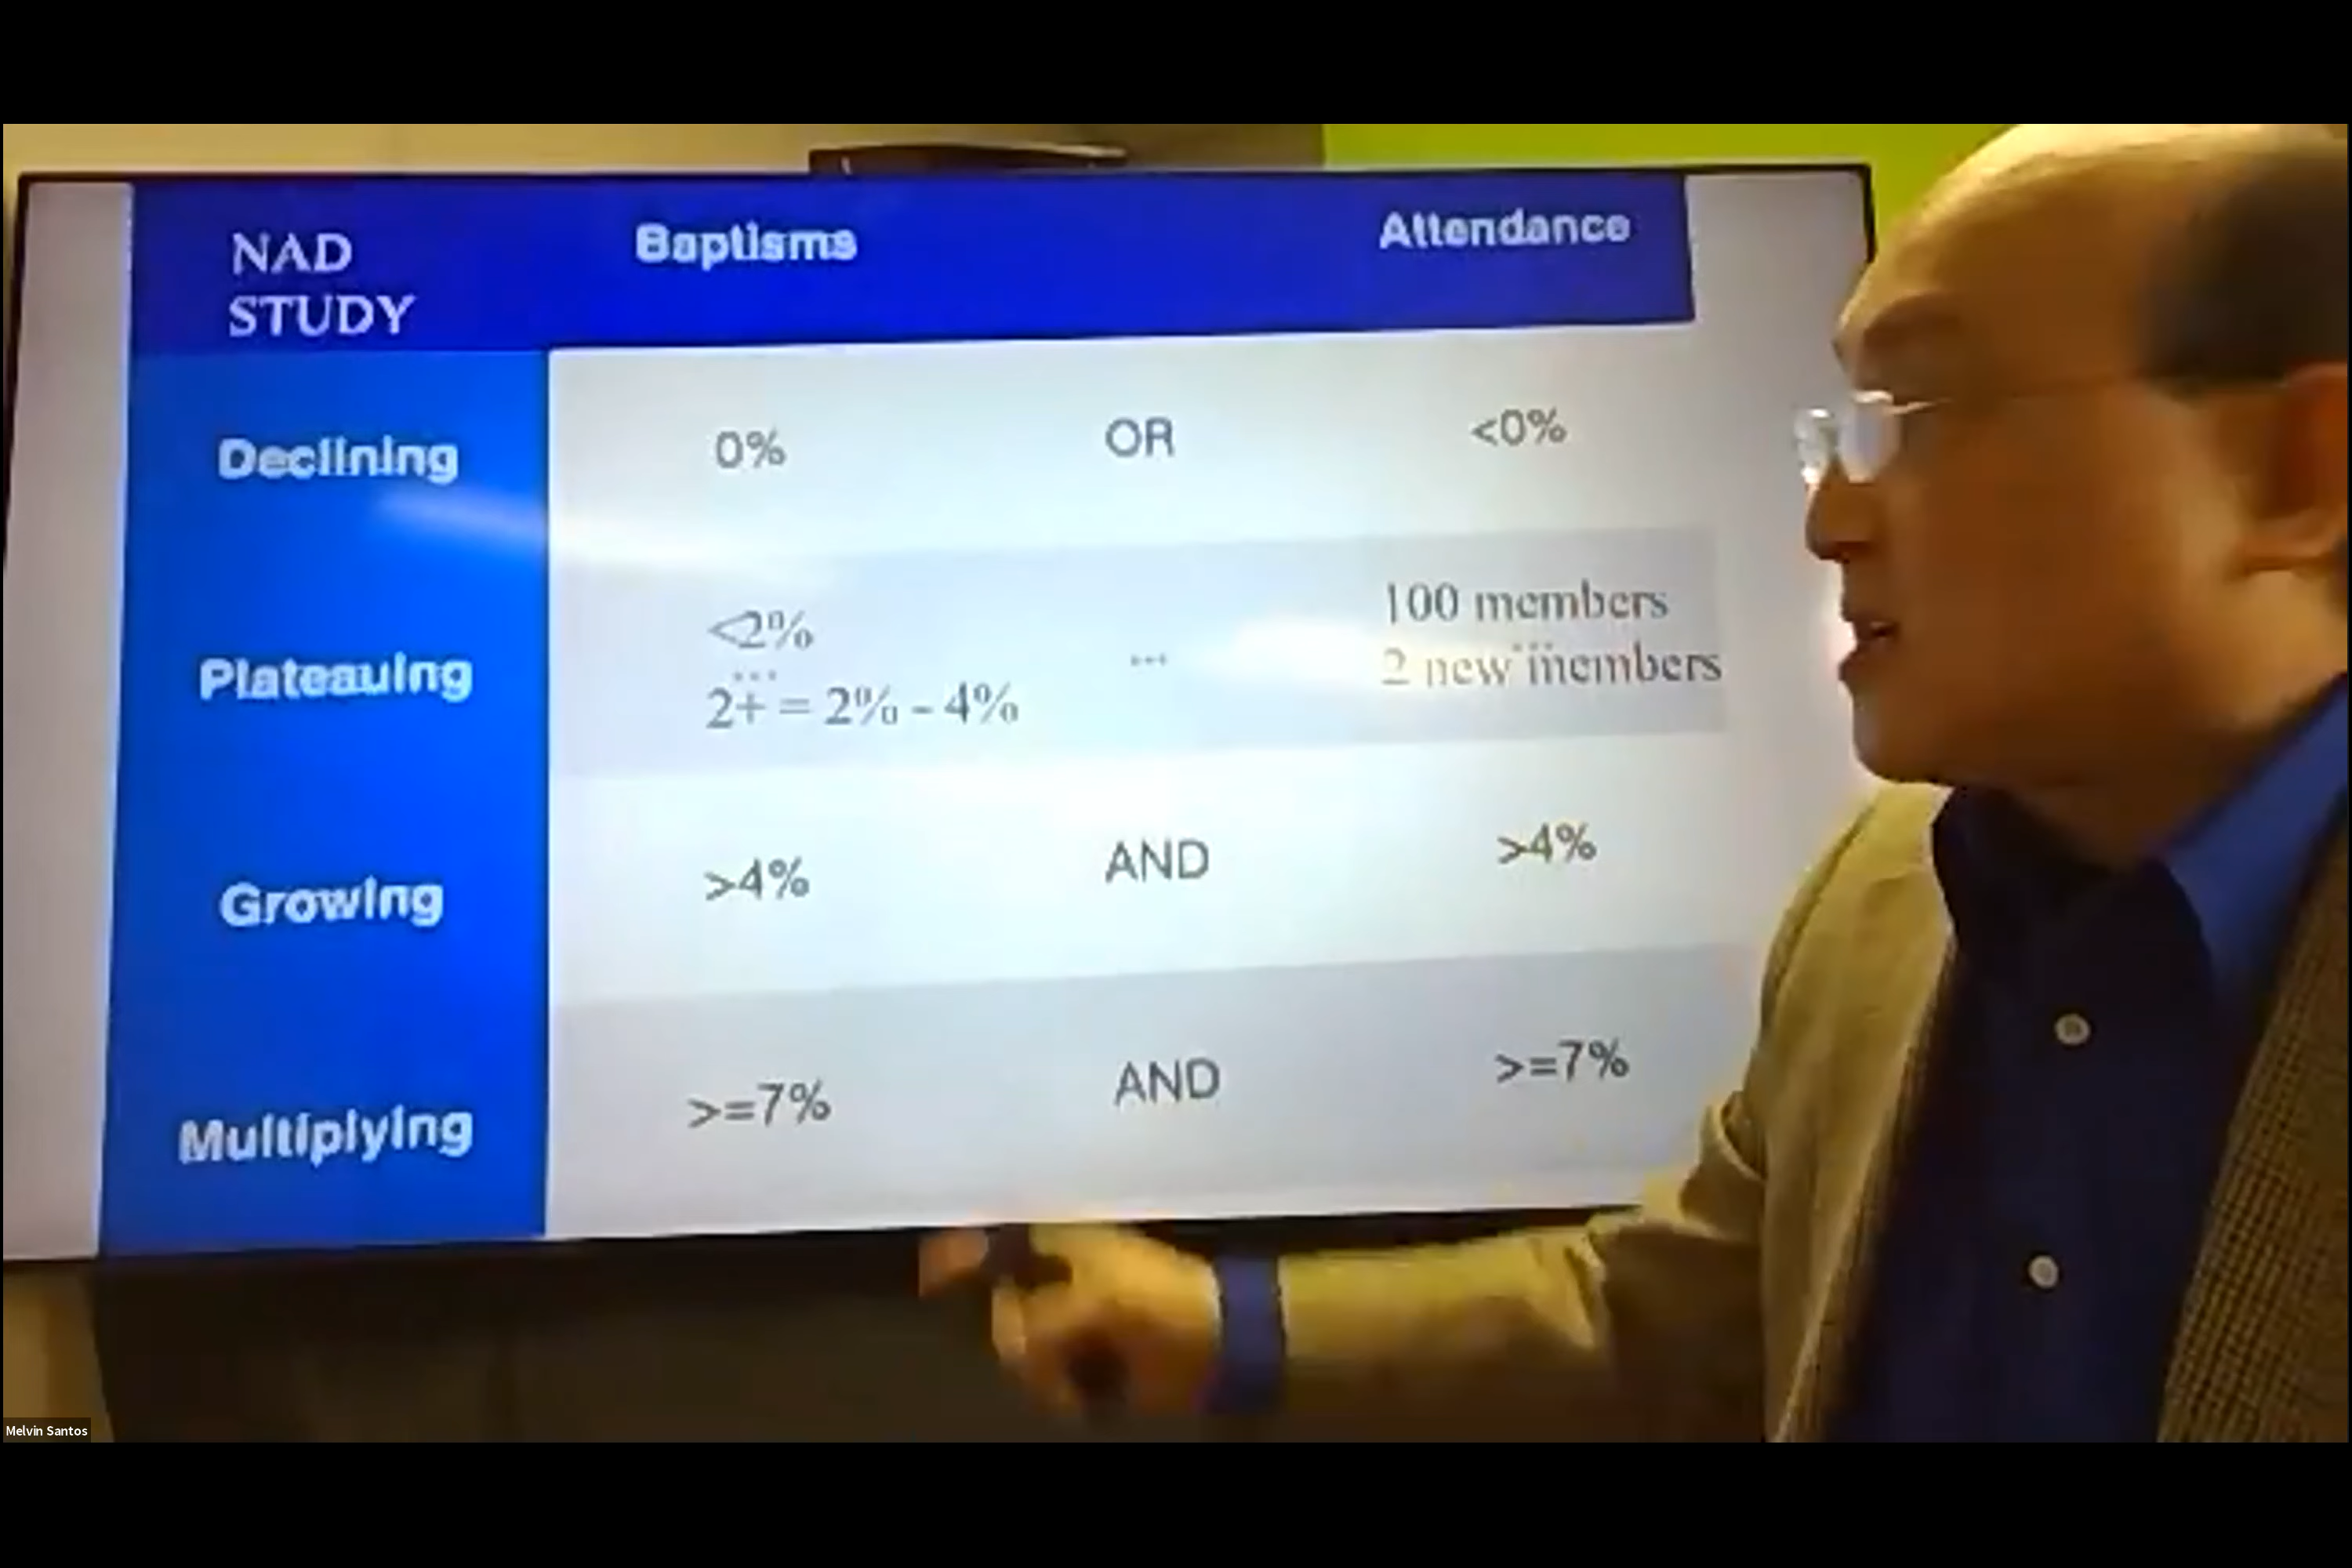 NAD
STUDY
Baptisms
Attendance
Declining
0%
OR
<0%
Plateauing
<2%
...
2+ = 2% - 4%
...
100 members
...
2 new members
Growing
>4%
AND
>4%
Multiplying
>=7%
AND
>=7%
Melvin Santos